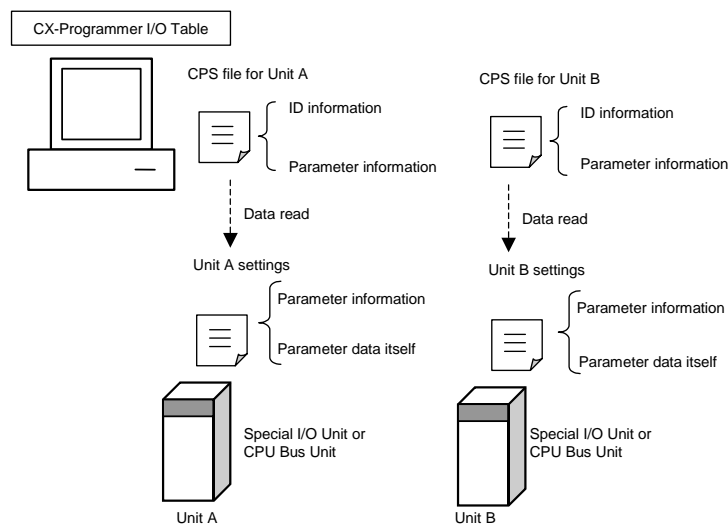 CX-Programmer I/O Table
CPS file for Unit A
ID information
Parameter information
Data read
Unit A settings
Parameter information
Parameter data itself
Special I/O Unit or
CPU Bus Unit
Unit A
CPS file for Unit B
ID information
Parameter information
Data read
Unit B settings
Parameter information
Parameter data itself
Special I/O Unit or
CPU Bus Unit
Unit B